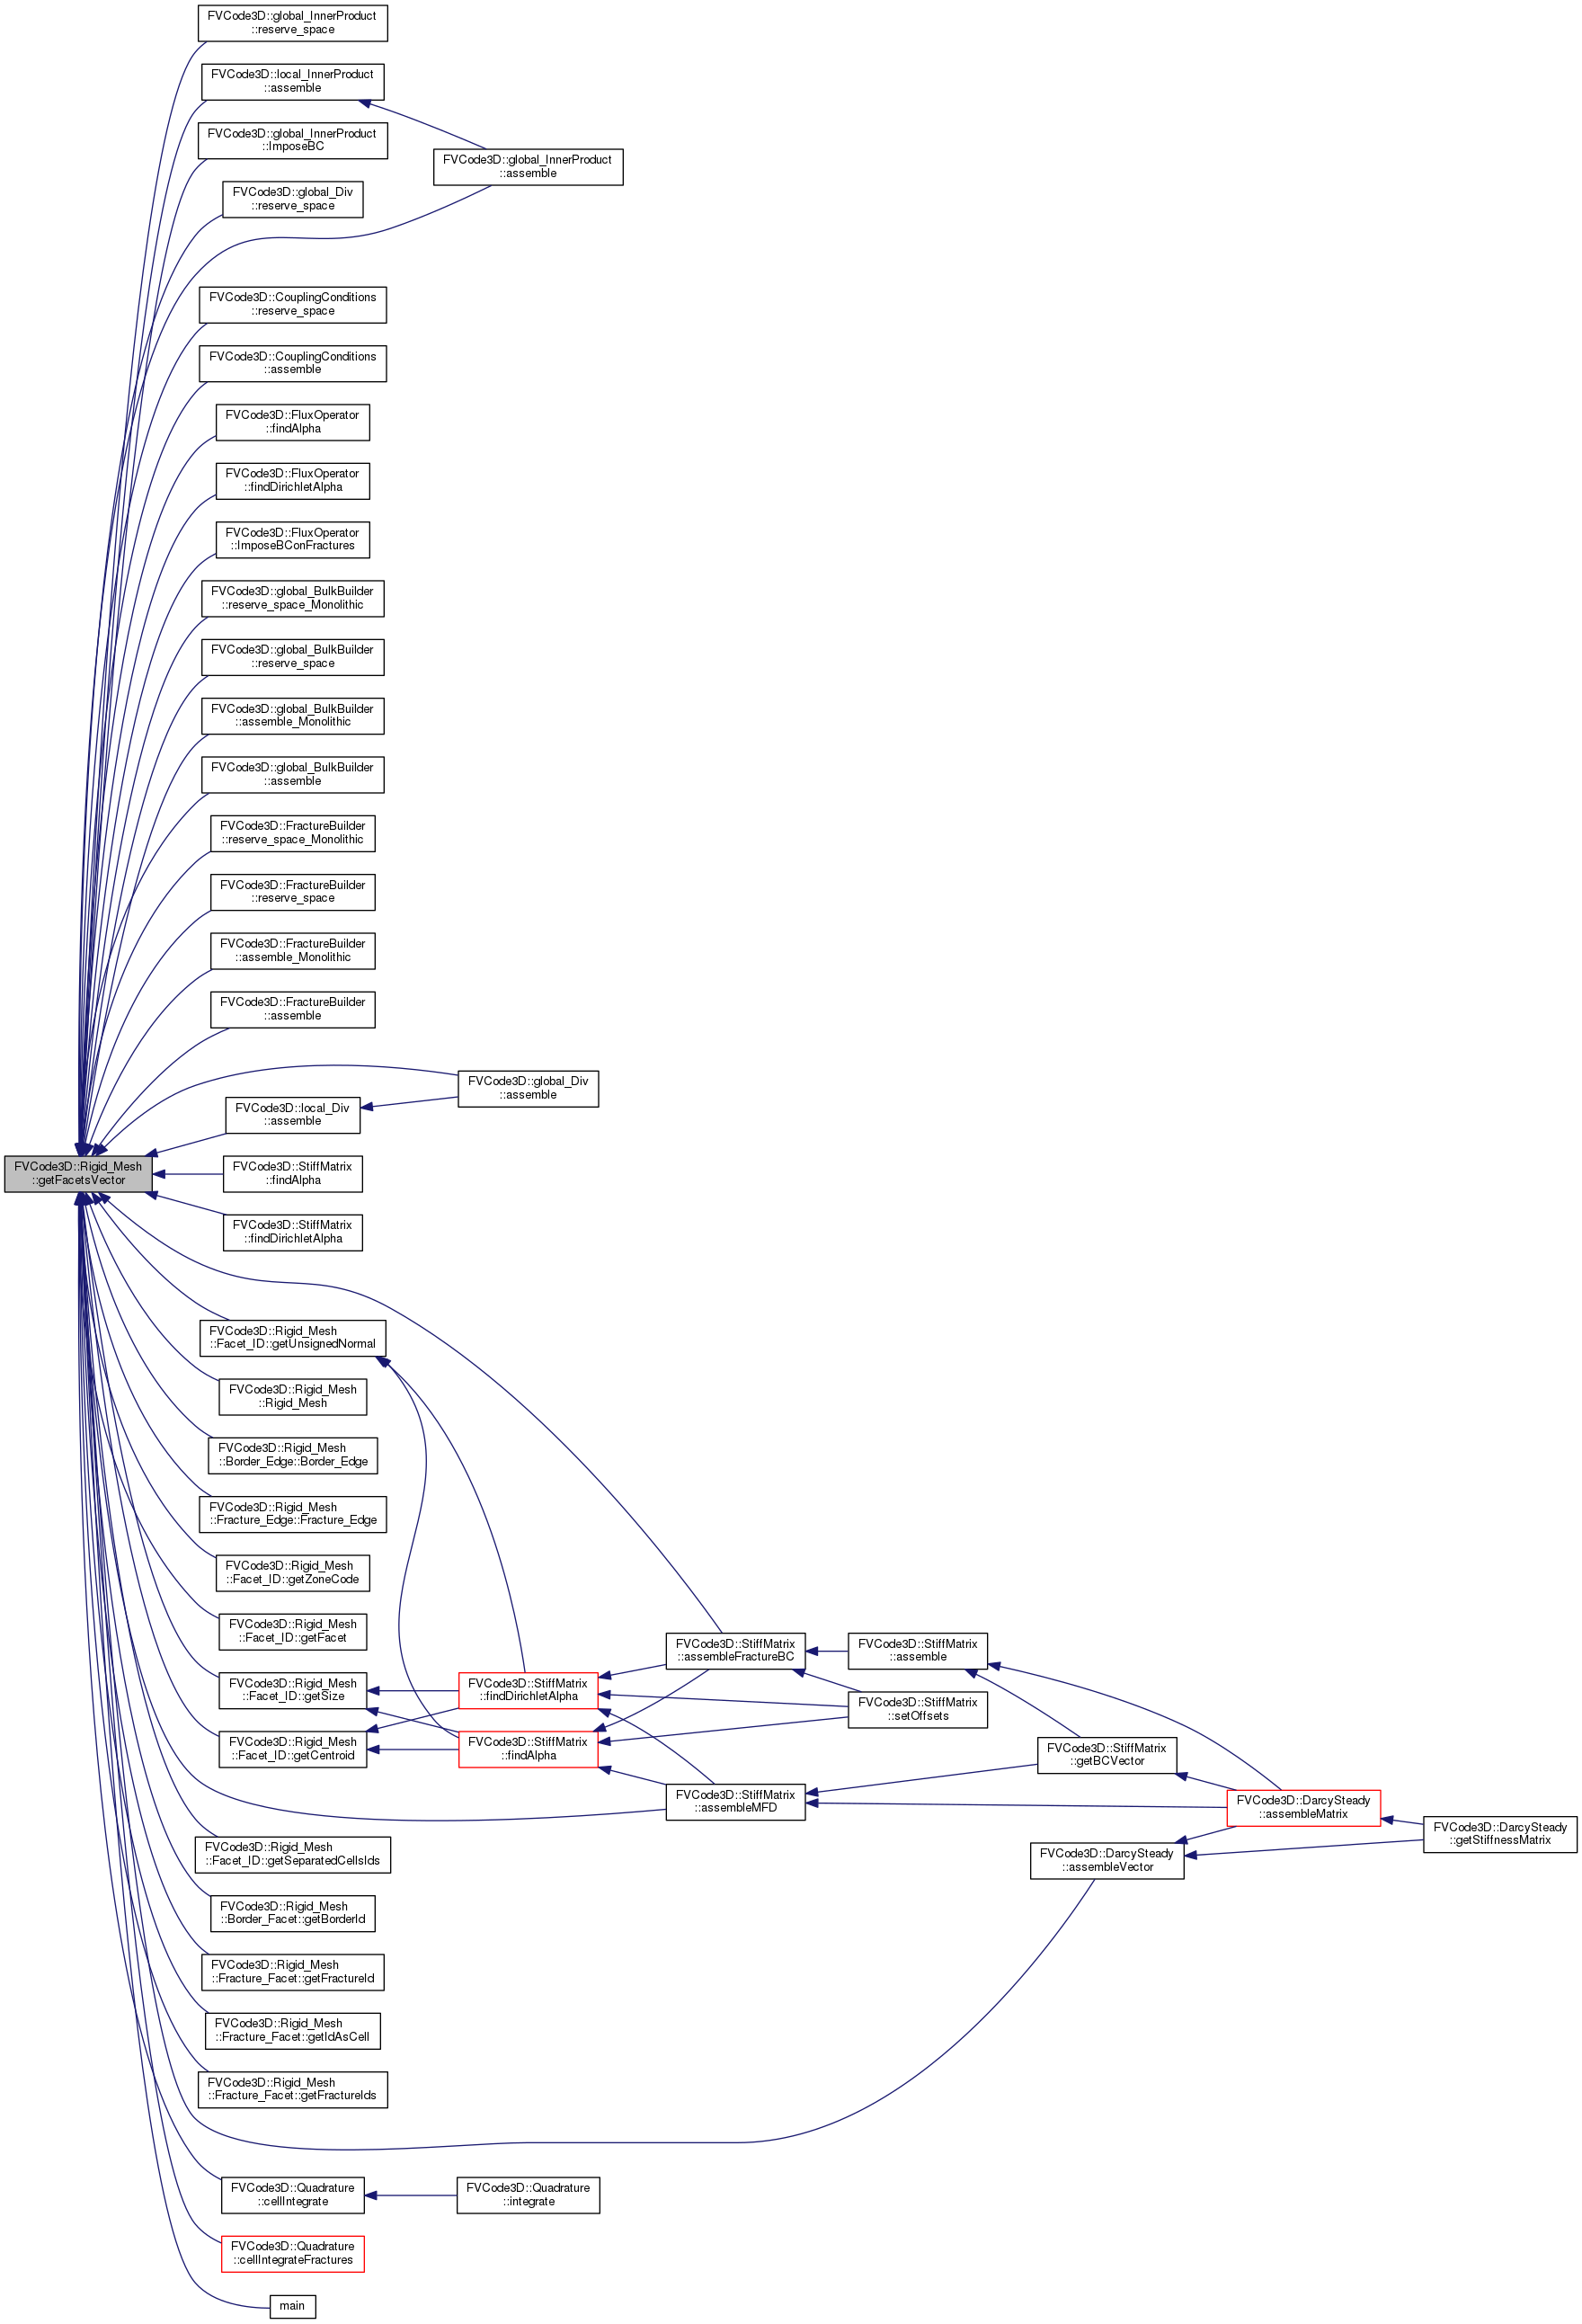 FVCode3D::global_InnerProduct
::reserve_space
FVCode3D::local_InnerProduct
::assemble
FVCode3D::global_InnerProduct
::ImposeBC
FVCode3D::global_InnerProduct
::assemble
FVCode3D::global_Div
::reserve_space
FVCode3D::CouplingConditions
::reserve_space
FVCode3D::CouplingConditions
::assemble
FVCode3D::FluxOperator
::findAlpha
FVCode3D::FluxOperator
::findDirichletAlpha
FVCode3D::FluxOperator
::ImposeBConFractures
FVCode3D::global_BulkBuilder
::reserve_space_Monolithic
FVCode3D::global_BulkBuilder
::reserve_space
FVCode3D::global_BulkBuilder
::assemble_Monolithic
FVCode3D::global_BulkBuilder
::assemble
FVCode3D::FractureBuilder
::reserve_space_Monolithic
FVCode3D::FractureBuilder
::reserve_space
FVCode3D::FractureBuilder
::assemble_Monolithic
FVCode3D::FractureBuilder
::assemble
FVCode3D::global_Div
::assemble
FVCode3D::local_Div
::assemble
FVCode3D::Rigid_Mesh
::getFacetsVector
FVCode3D::StiffMatrix
::findAlpha
FVCode3D::StiffMatrix
::findDirichletAlpha
FVCode3D::Rigid_Mesh
::Facet_ID::getUnsignedNormal
FVCode3D::Rigid_Mesh
::Rigid_Mesh
FVCode3D::Rigid_Mesh
::Border_Edge::Border_Edge
FVCode3D::Rigid_Mesh
::Fracture_Edge::Fracture_Edge
FVCode3D::Rigid_Mesh
::Facet_ID::getZoneCode
FVCode3D::Rigid_Mesh
::Facet_ID::getFacet
FVCode3D::StiffMatrix
::assembleFractureBC
FVCode3D::StiffMatrix
::assemble
FVCode3D::Rigid_Mesh
::Facet_ID::getSize
FVCode3D::StiffMatrix
::findDirichletAlpha
FVCode3D::StiffMatrix
::setOffsets
FVCode3D::Rigid_Mesh
::Facet_ID::getCentroid
FVCode3D::StiffMatrix
::findAlpha
FVCode3D::StiffMatrix
::getBCVector
FVCode3D::StiffMatrix
::assembleMFD
FVCode3D::DarcySteady
::assembleMatrix
FVCode3D::DarcySteady
::getStiffnessMatrix
FVCode3D::Rigid_Mesh
::Facet_ID::getSeparatedCellsIds
FVCode3D::DarcySteady
::assembleVector
FVCode3D::Rigid_Mesh
::Border_Facet::getBorderId
FVCode3D::Rigid_Mesh
::Fracture_Facet::getFractureId
FVCode3D::Rigid_Mesh
::Fracture_Facet::getIdAsCell
FVCode3D::Rigid_Mesh
::Fracture_Facet::getFractureIds
FVCode3D::Quadrature
::cellIntegrate
FVCode3D::Quadrature
::integrate
FVCode3D::Quadrature
::cellIntegrateFractures
main